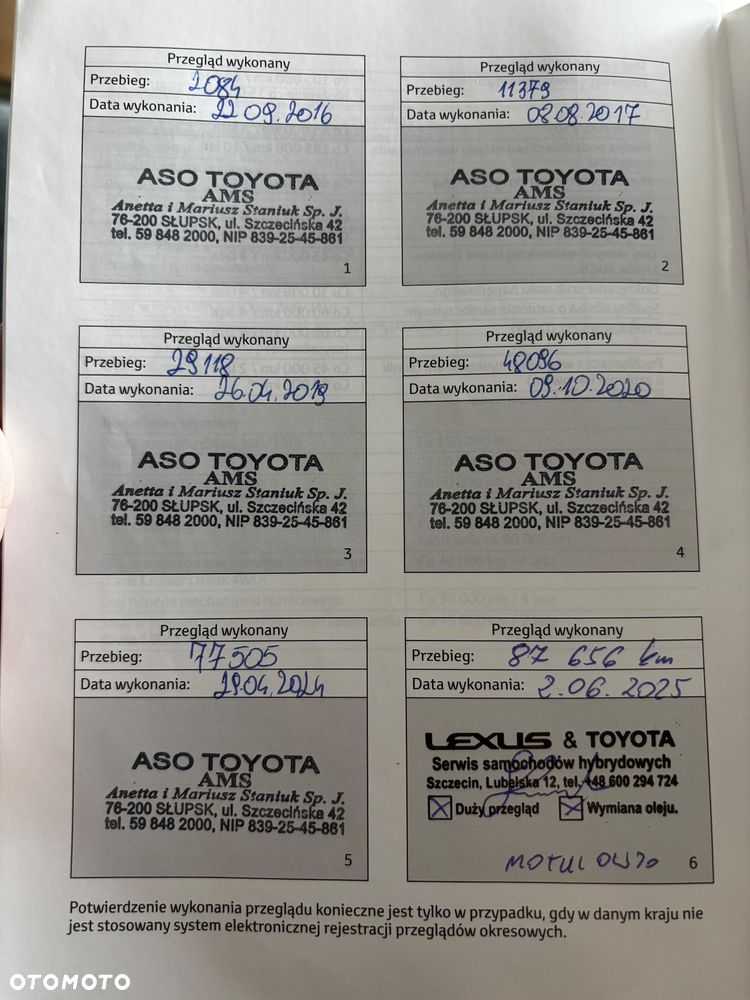 Przegląd wykonany
Przebieg: 2084
Data wykonania: 22.09.2016
ASO TOYOTA
AMS
Anetta i Mariusz Staniuk Sp. J.
76-200 SŁUPSK, ul. Szczecińska 42
tel. 59 848 2000, NIP 839-25-45-861
1
Przegląd wykonany
Przebieg: 11379
Data wykonania: 08.08.2017
ASO TOYOTA
AMS
Anetta i Mariusz Staniuk Sp. J.
76-200 SŁUPSK, ul. Szczecińska 42
tel. 59 848 2000, NIP 839-25-45-861
2
Przegląd wykonany
Przebieg: 29118
Data wykonania: 26.04.2019
ASO TOYOTA
AMS
Anetta i Mariusz Staniuk Sp. J.
76-200 SŁUPSK, ul. Szczecińska 42
tel. 59 848 2000, NIP 839-25-45-861
3
Przegląd wykonany
Przebieg: 48096
Data wykonania: 09.10.2020
ASO TOYOTA
AMS
Anetta i Mariusz Staniuk Sp. J.
76-200 SŁUPSK, ul. Szczecińska 42
tel. 59 848 2000, NIP 839-25-45-861
4
Przegląd wykonany
Przebieg: 77505
Data wykonania: 29.04.2024
ASO TOYOTA
AMS
Anetta i Mariusz Staniuk Sp. J.
76-200 SŁUPSK, ul. Szczecińska 42
tel. 59 848 2000, NIP 839-25-45-861
5
Przegląd wykonany
Przebieg: 87 656 km
Data wykonania: 2.06.2025
LEXUS & TOYOTA
Serwis samochodów hybrydowych
Szczecin, Lubelska 12, tel. +48 600 294 724
Duży przegląd Wymiana oleju.
MOTUL 0W30
6
Potwierdzenie wykonania przeglądu konieczne jest tylko w przypadku, gdy w danym kraju nie
jest stosowany system elektronicznej rejestracji przeglądów okresowych.
OTOMOTO